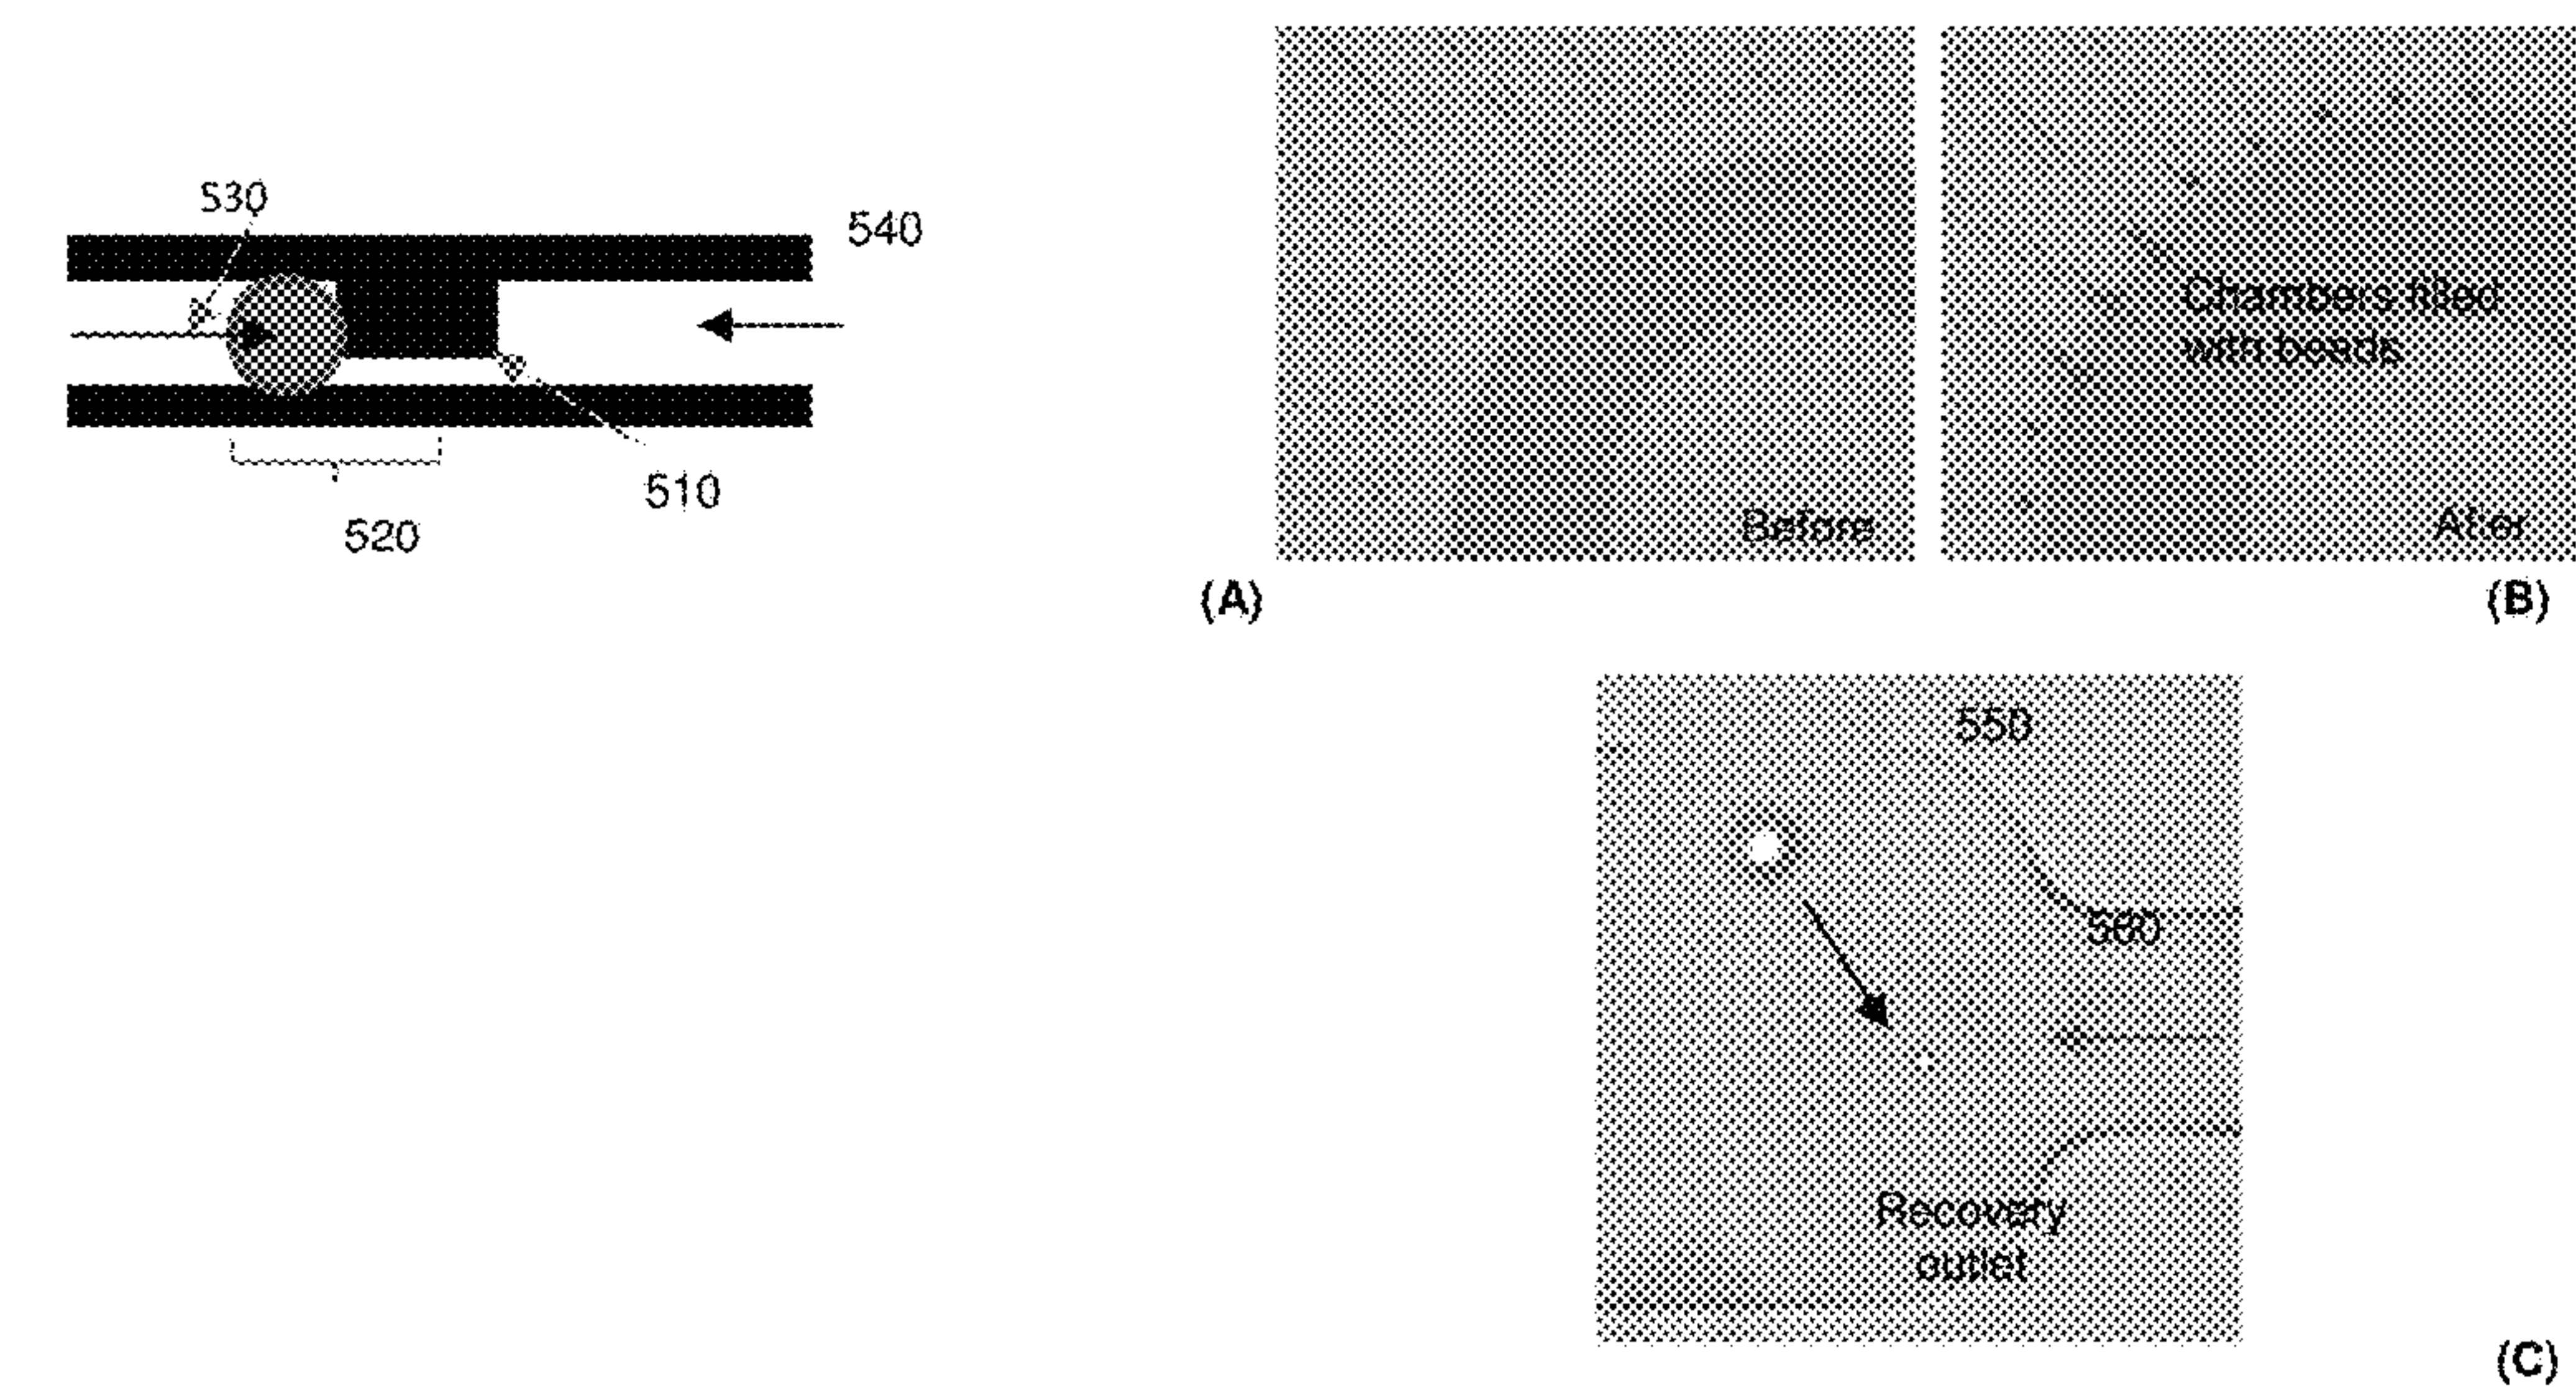 530
540
510
520
(A)
Before
Chambers filled
with beads
After
(B)
550
560
Recovery
outlet
(C)